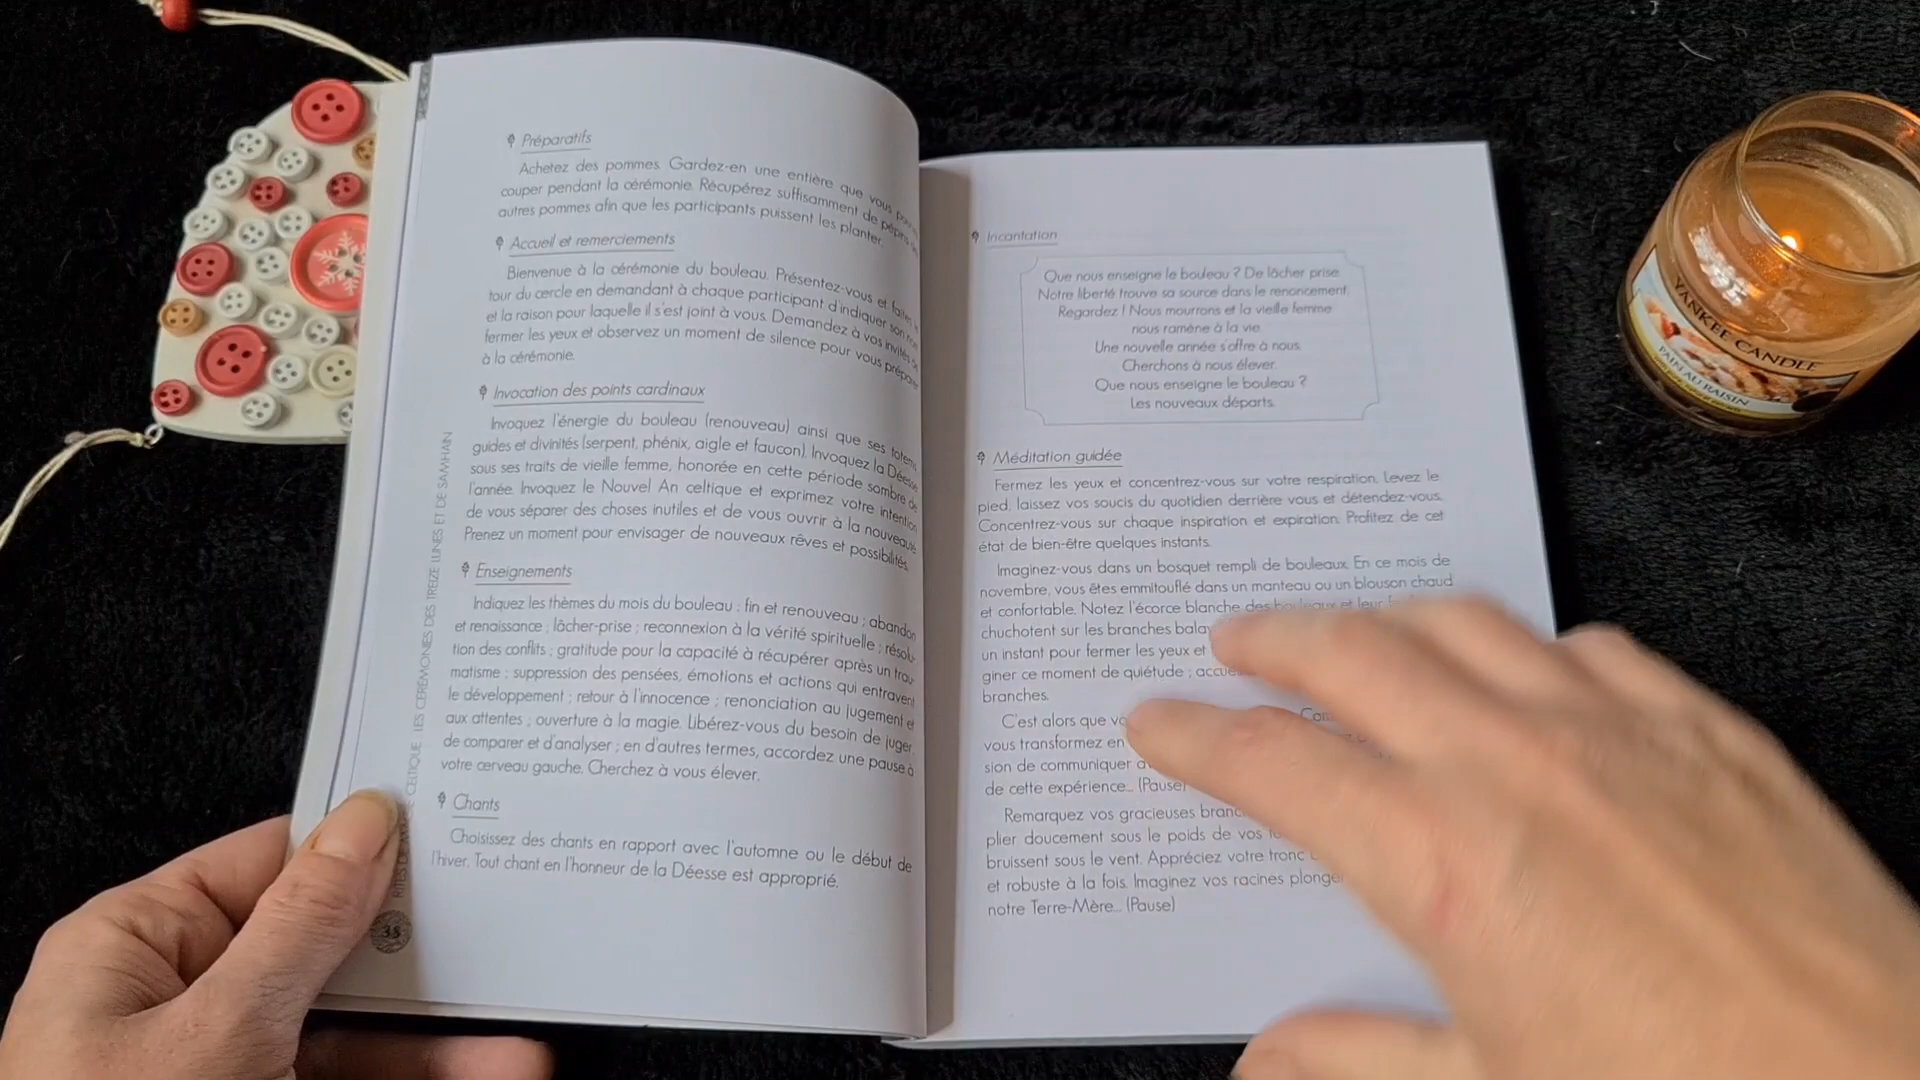 Préparatifs
Achetez des pommes. Gardez-en une entière que vous
couper pendant la cérémonie. Récupérez suffisamment de pépins
autres pommes afin que les participants puissent les planter.
Accueil et remerciements
Bienvenue à la cérémonie du bouleau. Présentez-vous et faites
tour du cercle en demandant à chaque participant d'indiquer son
et la raison pour laquelle il s'est joint à vous. Demandez à vos invités
fermer les yeux et observez un moment de silence pour vous préparer
à la cérémonie.
Invocation des points cardinaux
Invoquez l'énergie du bouleau (renouveau) ainsi que ses totems
guides et divinités (serpent, phénix, aigle et faucon). Invoquez la Déesse
sous ses traits de vieille femme, honorée en cette période sombre de
l'année. Invoquez le Nouvel An celtique et exprimez votre intention
de vous séparer des choses inutiles et de vous ouvrir à la nouveauté.
Prenez un moment pour envisager de nouveaux rêves et possibilités.
Enseignements
Indiquez les thèmes du mois du bouleau : fin et renouveau ; abandon
et renaissance ; lâcher-prise ; reconnexion à la vérité spirituelle ; résolu-
tion des conflits ; gratitude pour la capacité à récupérer après un trau-
matisme ; suppression des pensées, émotions et actions qui entravent
le développement ; retour à l'innocence ; renonciation au jugement et
aux attentes ; ouverture à la magie. Libérez-vous du besoin de juger,
de comparer et d'analyser ; en d'autres termes, accordez une pause à
votre cerveau gauche. Cherchez à vous élever.
Chants
Choisissez des chants en rapport avec l'automne ou le début de
l'hiver. Tout chant en l'honneur de la Déesse est approprié.
CELTIQUE LES CÉRÉMONIES DES TREIZE LUNES ET DE SAMHAIN
38
Incantation
Que nous enseigne le bouleau ? De lâcher prise.
Notre liberté trouve sa source dans le renoncement.
Regardez ! Nous mourrons et la vieille femme
nous ramène à la vie.
Une nouvelle année s'offre à nous.
Cherchons à nous élever.
Que nous enseigne le bouleau ?
Les nouveaux départs.
Méditation guidée
Fermez les yeux et concentrez-vous sur votre respiration. Levez le
pied, laissez vos soucis du quotidien derrière vous et détendez-vous.
Concentrez-vous sur chaque inspiration et expiration. Profitez de cet
état de bien-être quelques instants.
Imaginez-vous dans un bosquet rempli de bouleaux. En ce mois de
novembre, vous êtes emmitouflé dans un manteau ou un blouson chaud
et confortable. Notez l'écorce blanche des bouleaux et leur
chuchotent sur les branches
un instant pour fermer les yeux et
giner ce moment de quiétude ;
branches.
C'est alors que
vous transformez en
sion de communiquer
de cette expérience... (Pause)
Remarquez vos gracieuses
plier doucement sous le poids de vos
bruissent sous le vent. Appréciez votre tronc
et robuste à la fois. Imaginez vos racines
notre Terre-Mère... (Pause)
YANKEE CANDLE
PAIN AU RAISIN